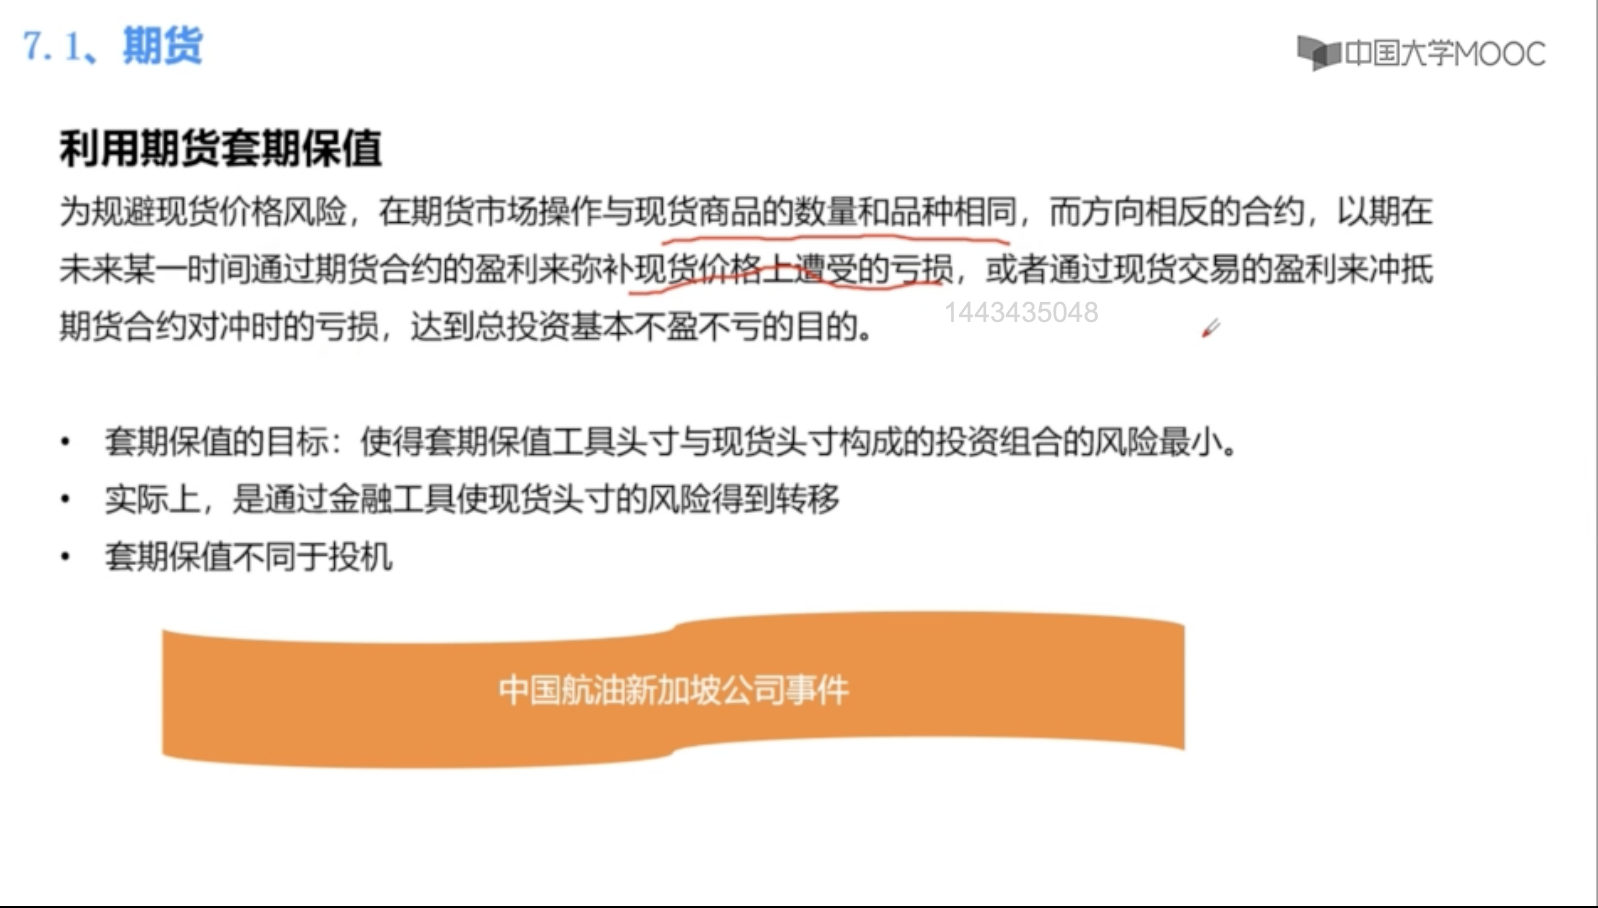 7.1、期货
中国大学MOOC
利用期货套期保值
为规避现货价格风险，在期货市场操作与现货商品的数量和品种相同，而方向相反的合约，以期在
未来某一时间通过期货合约的盈利来弥补现货价格上遭受的亏损，或者通过现货交易的盈利来冲抵
1443435048
期货合约对冲时的亏损，达到总投资基本不盈不亏的目的。
• 套期保值的目标：使得套期保值工具头寸与现货头寸构成的投资组合的风险最小。
• 实际上，是通过金融工具使现货头寸的风险得到转移
• 套期保值不同于投机
中国航油新加坡公司事件